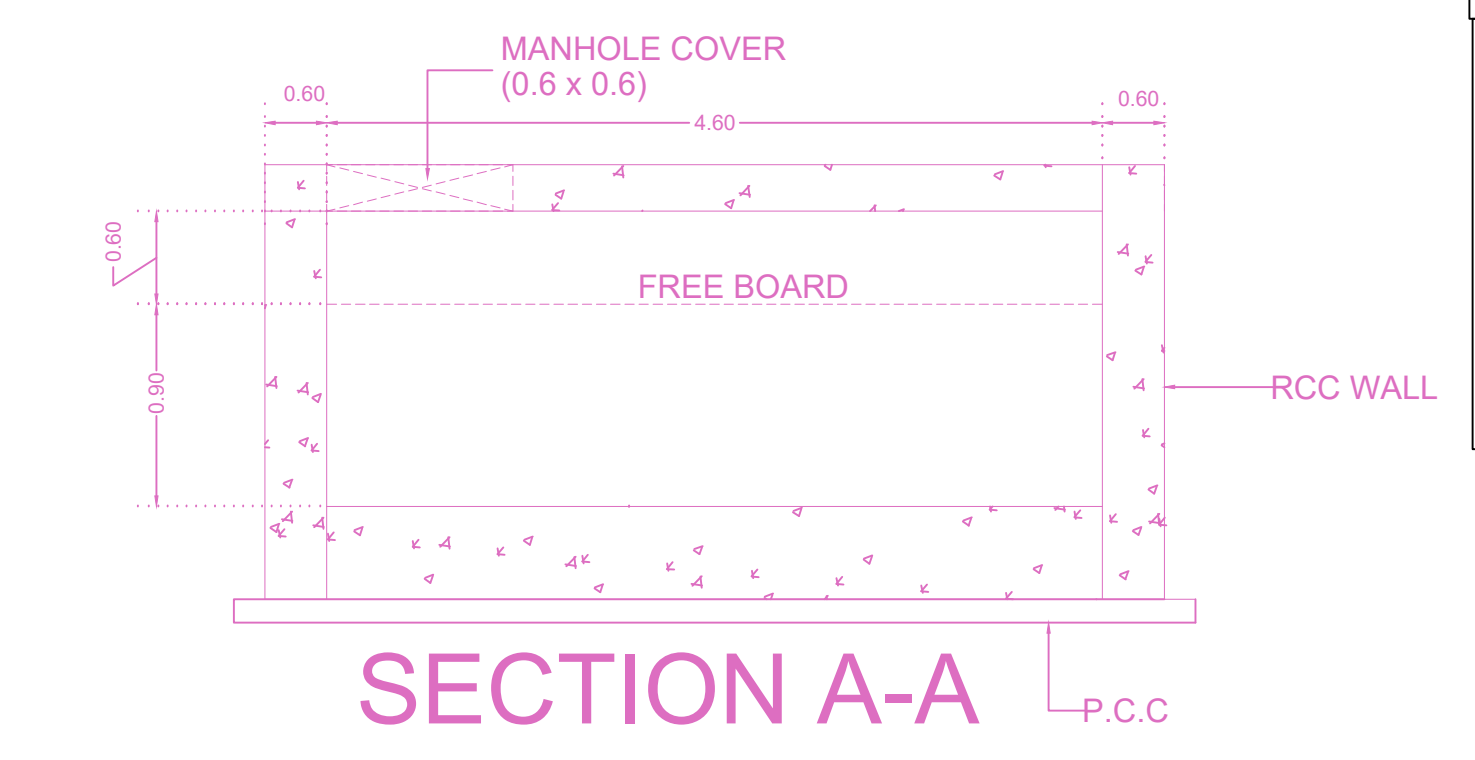 MANHOLE COVER
(0.6 x 0.6)
0.60
4.60
0.60
0.60
FREE BOARD
0.90
RCC WALL
SECTION A-A
P.C.C